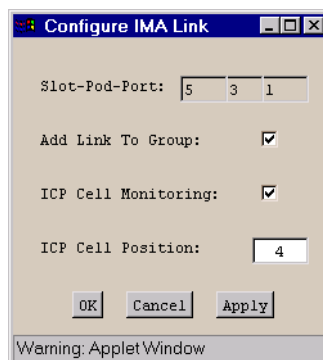 Configure IMA Link
Slot-Pod-Port: 5 3 1
Add Link To Group:
ICP Cell Monitoring:
ICP Cell Position: 4
OK Cancel Apply
Warning: Applet Window